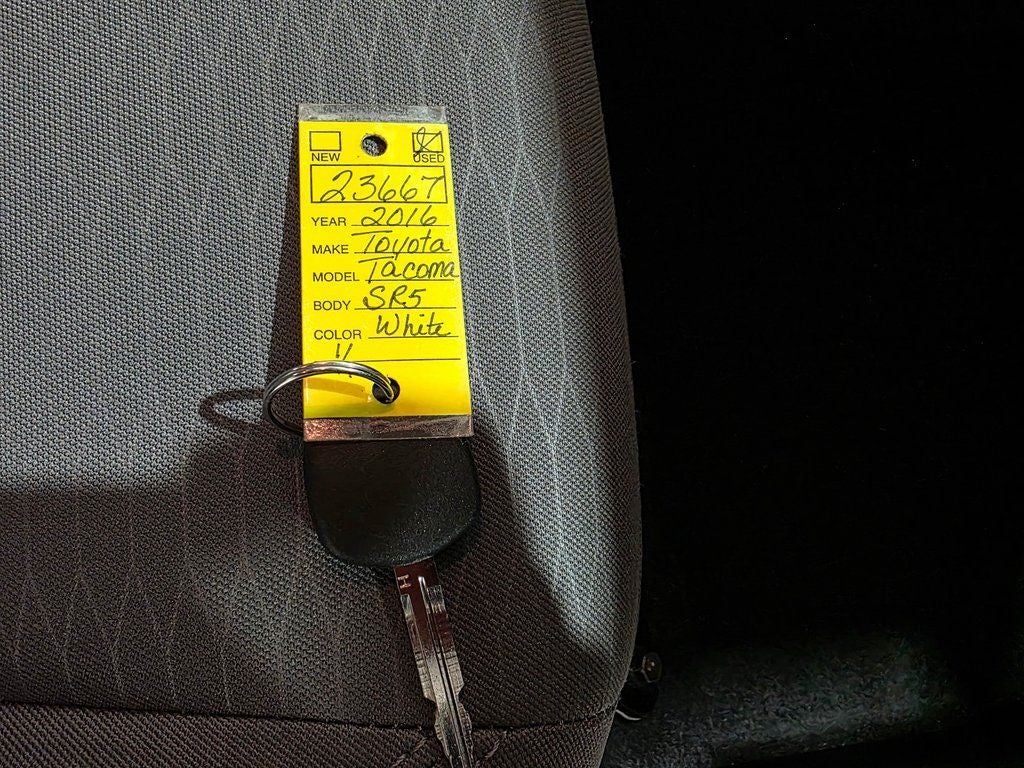 NEW USED
23667
YEAR 2016
MAKE Toyota
MODEL Tacoma
BODY SR5
COLOR White
H